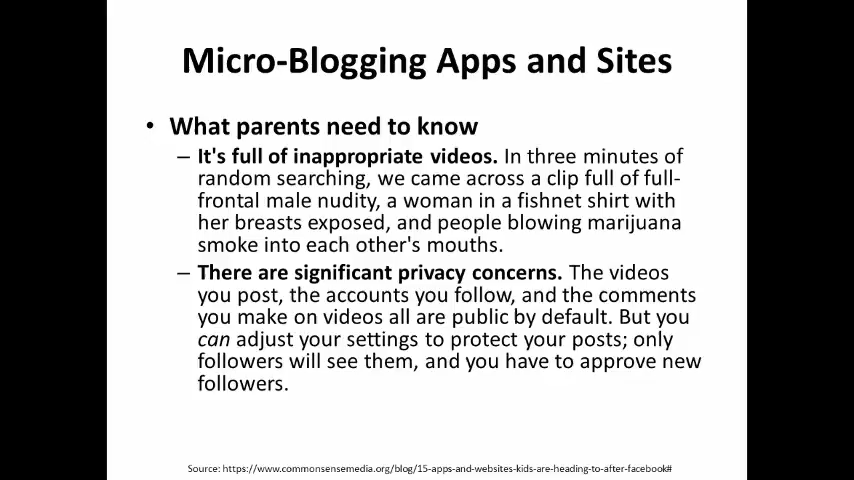 Micro-Blogging Apps and Sites
• What parents need to know
– It's full of inappropriate videos. In three minutes of
random searching, we came across a clip full of full-
frontal male nudity, a woman in a fishnet shirt with
her breasts exposed, and people blowing marijuana
smoke into each other's mouths.
– There are significant privacy concerns. The videos
you post, the accounts you follow, and the comments
you make on videos all are public by default. But you
can adjust your settings to protect your posts; only
followers will see them, and you have to approve new
followers.
Source: https://www.commonsensemedia.org/blog/15-apps-and-websites-kids-are-heading-to-after-facebook#